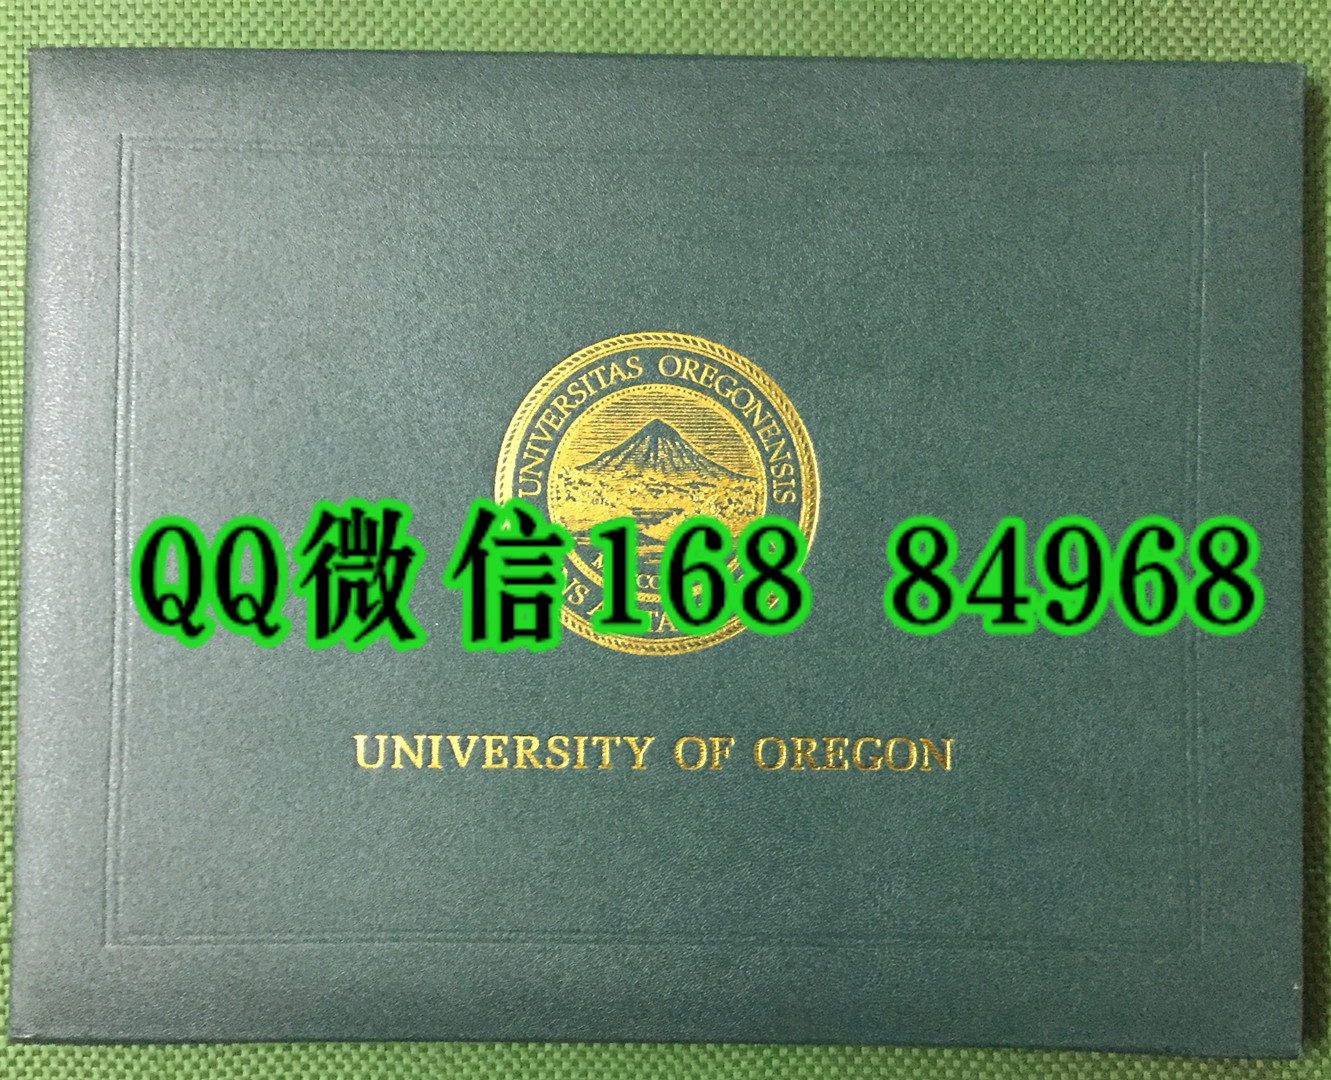 UNIVERSITAS OREGONENSIS
QQ微信168 84968
UNIVERSITY OF OREGON